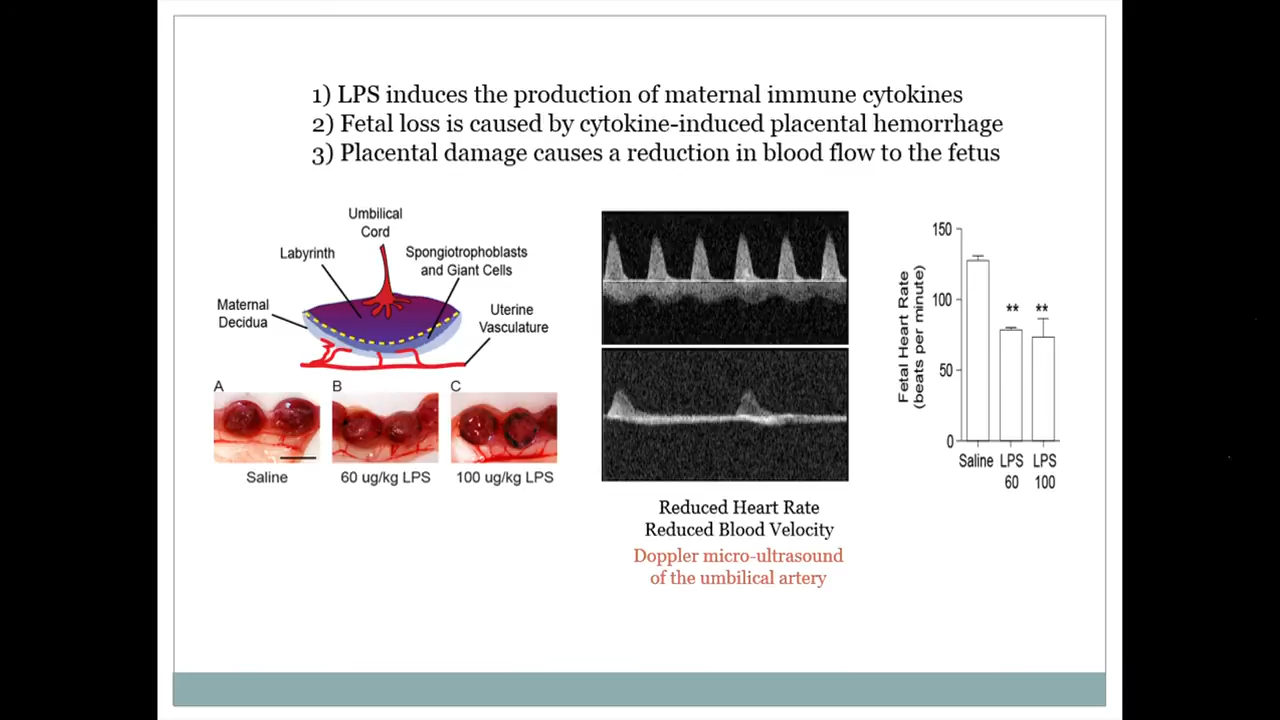 1) LPS induces the production of maternal immune cytokines
2) Fetal loss is caused by cytokine-induced placental hemorrhage
3) Placental damage causes a reduction in blood flow to the fetus
Umbilical
Cord
Labyrinth
Spongiotrophoblasts
and Giant Cells
Maternal
Decidua
Uterine
Vasculature
A
B
C
Saline
60 ug/kg LPS
100 ug/kg LPS
Reduced Heart Rate
Reduced Blood Velocity
Doppler micro-ultrasound
of the umbilical artery
Fetal Heart Rate
(beats per minute)
150
100
50
0
**
**
Saline
LPS
60
LPS
100